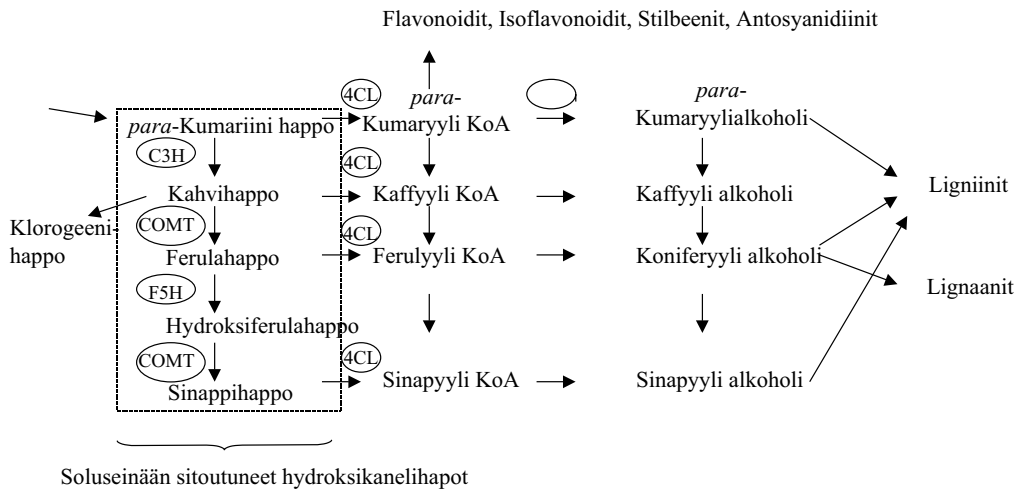 Flavonoidit, Isoflavonoidit, Stilbeenit, Antosyanidiinit
4CL
para-
para-
para-Kumariini happo
Kumaryyli KoA
Kumaryylialkoholi
C3H
4CL
Kahvihappo
Kaffyyli KoA
Kaffyyli alkoholi
Ligniinit
Klorogeeni-
happo
COMT
4CL
Ferulahappo
Ferulyyli KoA
Koniferyyli alkoholi
Lignaanit
F5H
Hydroksiferulahappo
COMT
4CL
Sinappihappo
Sinapyyli KoA
Sinapyyli alkoholi
Soluseinään sitoutuneet hydroksikanelihapot